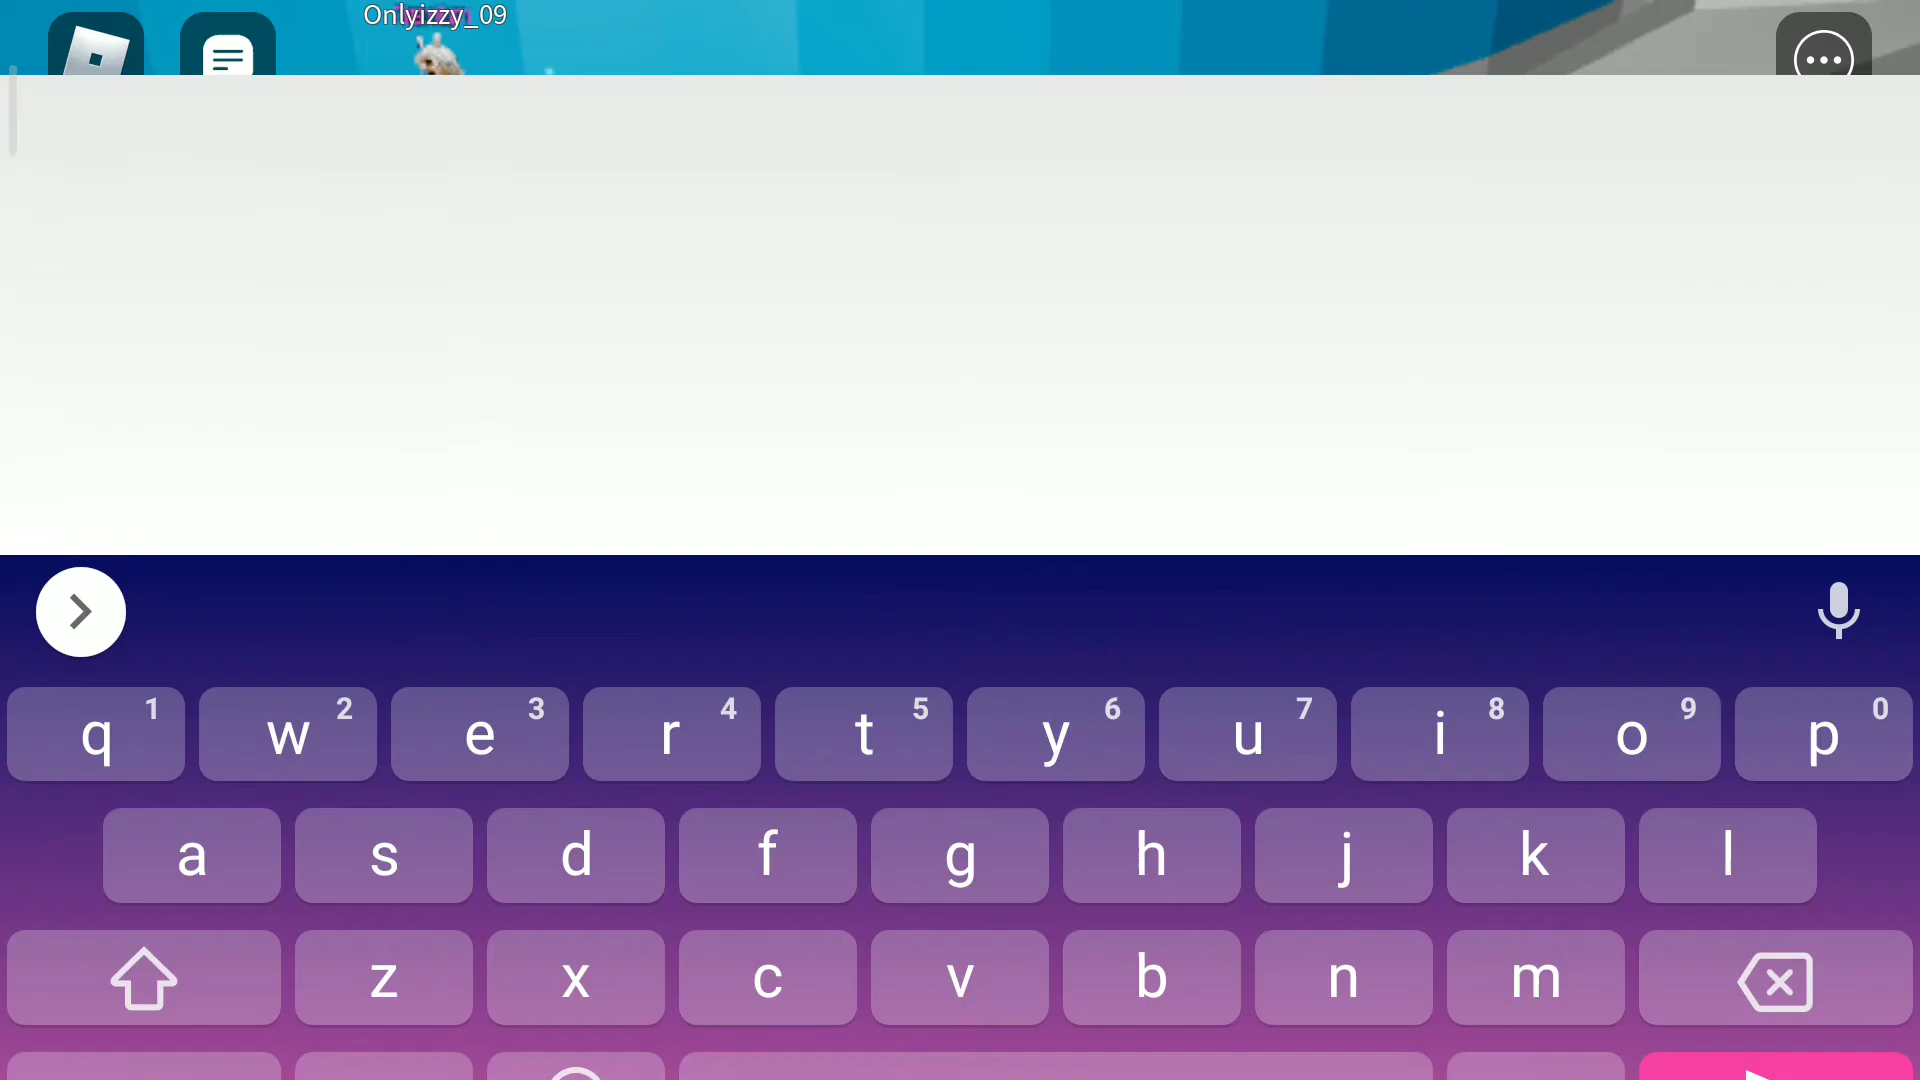 Onlyizzy_09
q 1 w 2 e 3 r 4 t 5 y 6 u 7 i 8 o 9 p 0
a s d f g h j k l
z x c v b n m